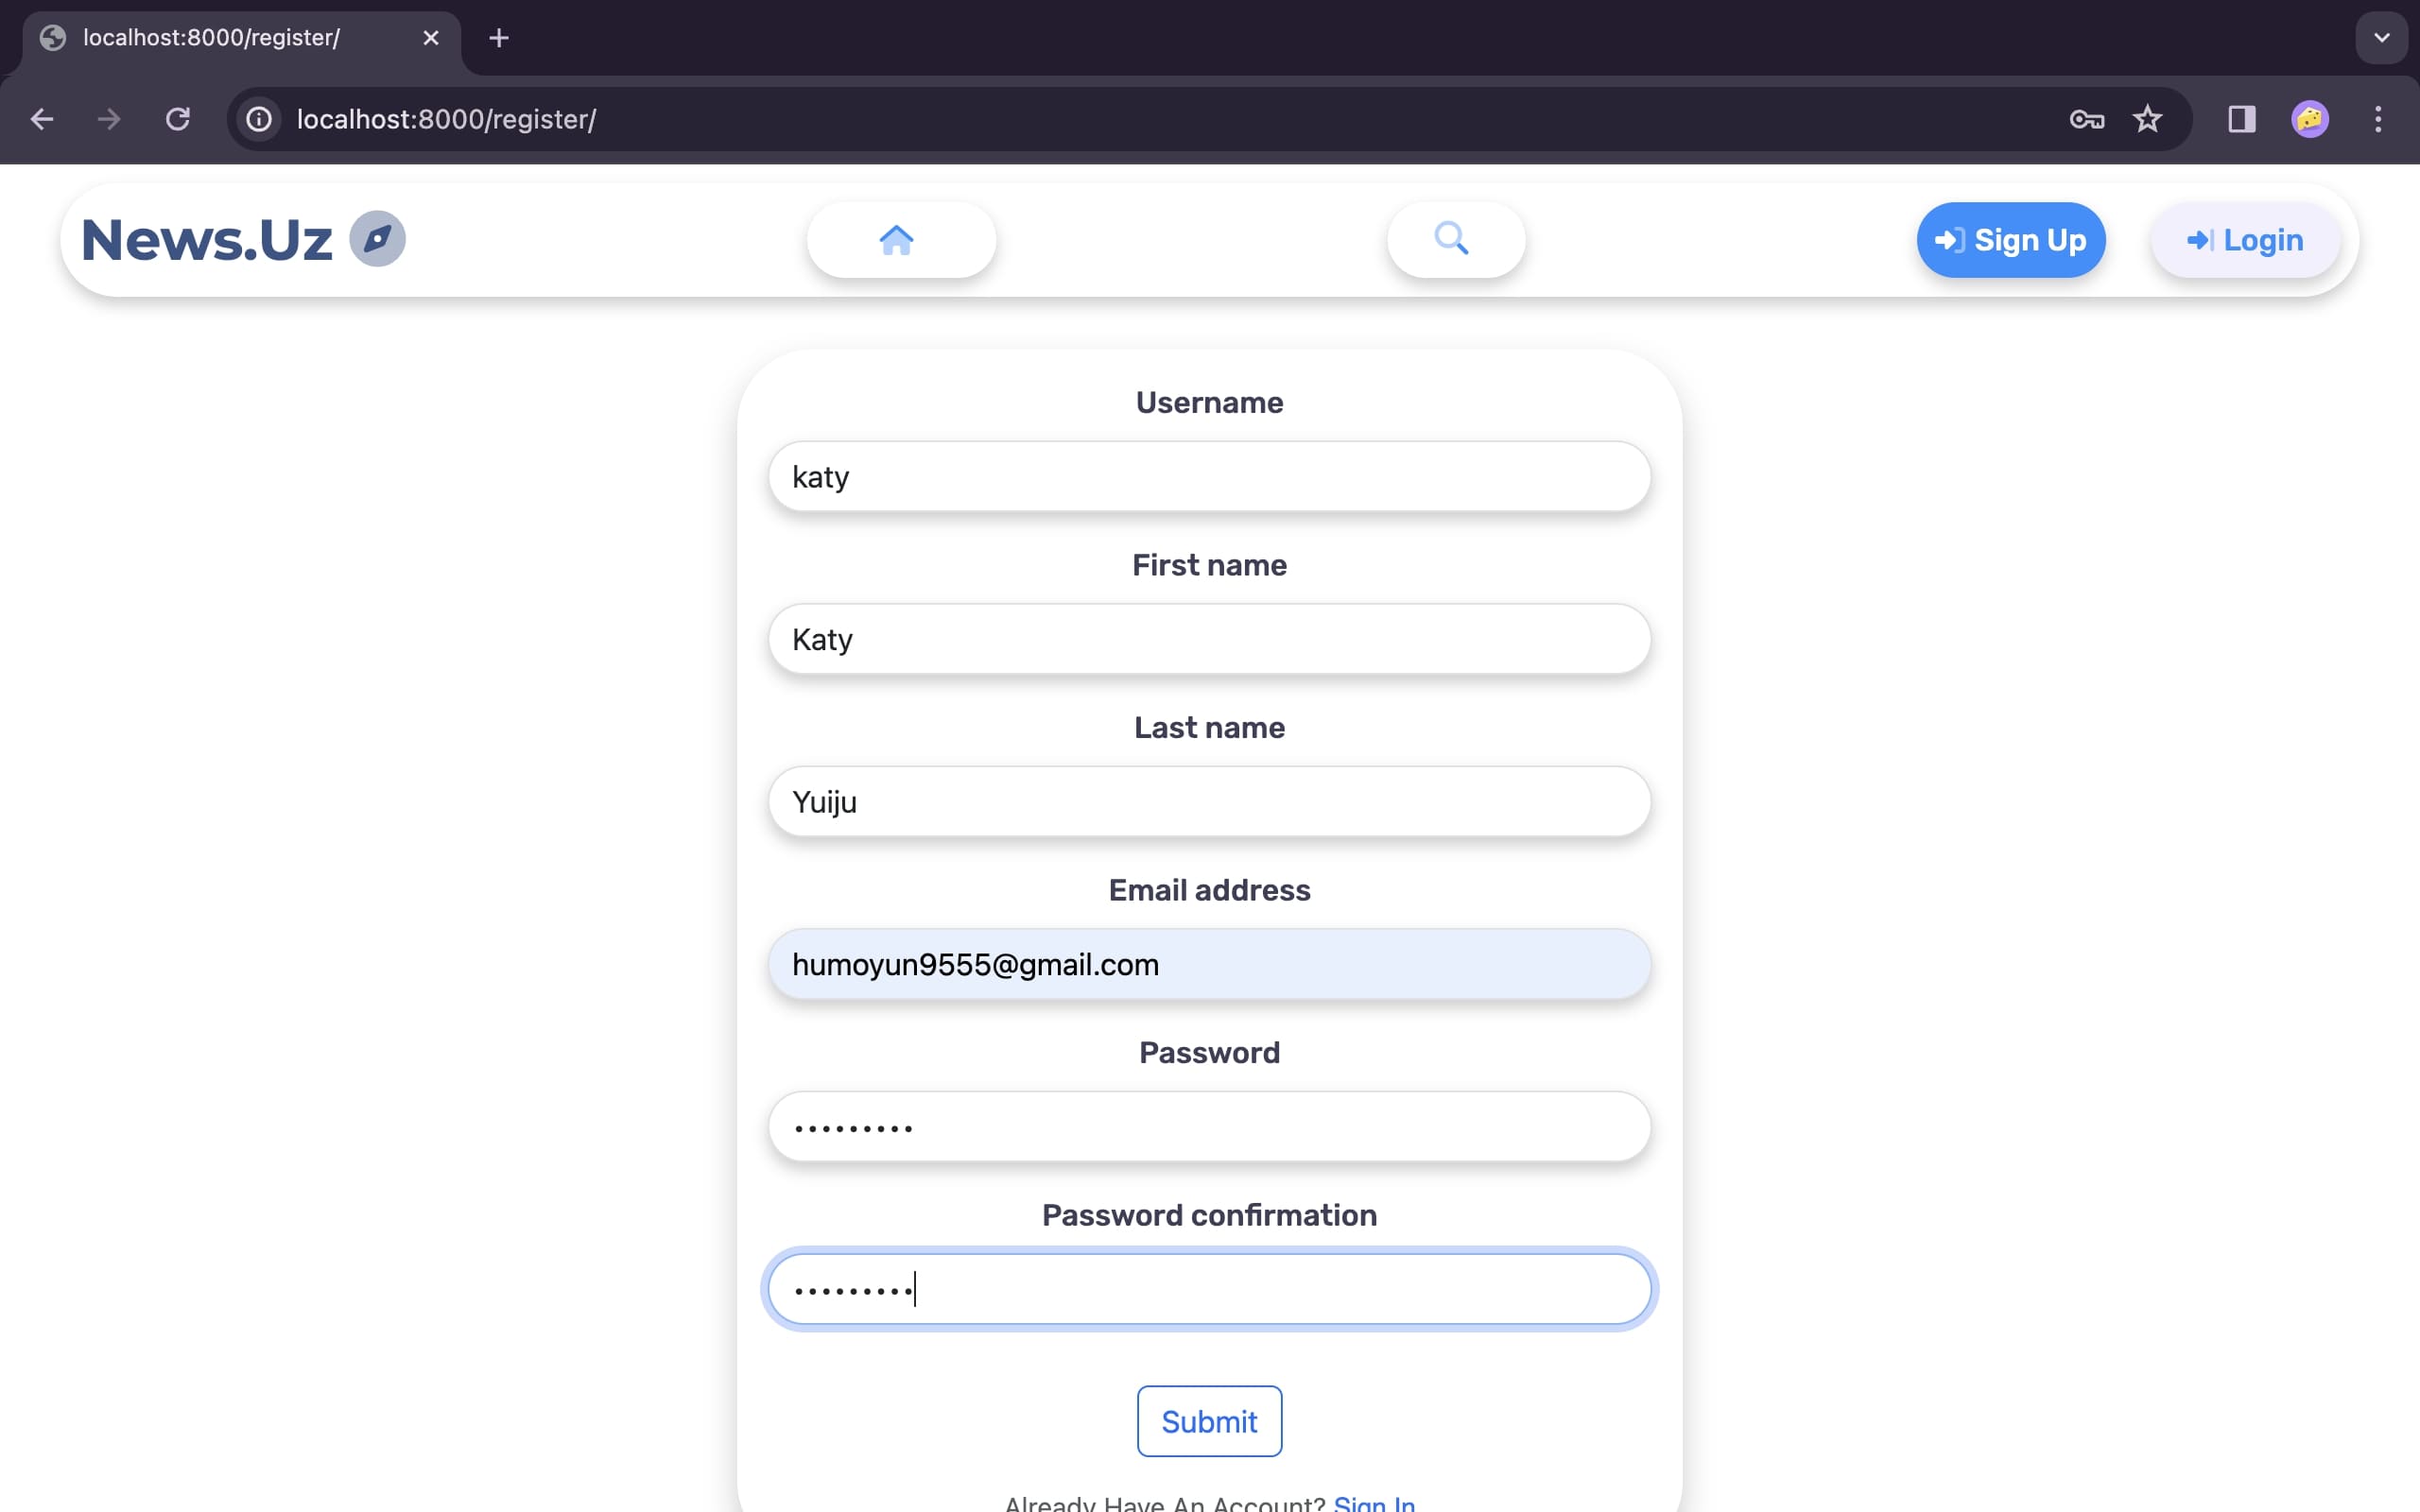 localhost:8000/register/
localhost:8000/register/
News.Uz
Sign Up
Login
Username
katy
First name
Katy
Last name
Yuiju
Email address
humoyun9555@gmail.com
Password
•••••••••
Password confirmation
•••••••••
Submit
Already Have An Account? Sign In